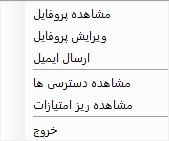 مشاهده پروفایل
ویرایش پروفایل
ارسال ایمیل
مشاهده دسترسی ها
مشاهده ریز امتیازات
خروج